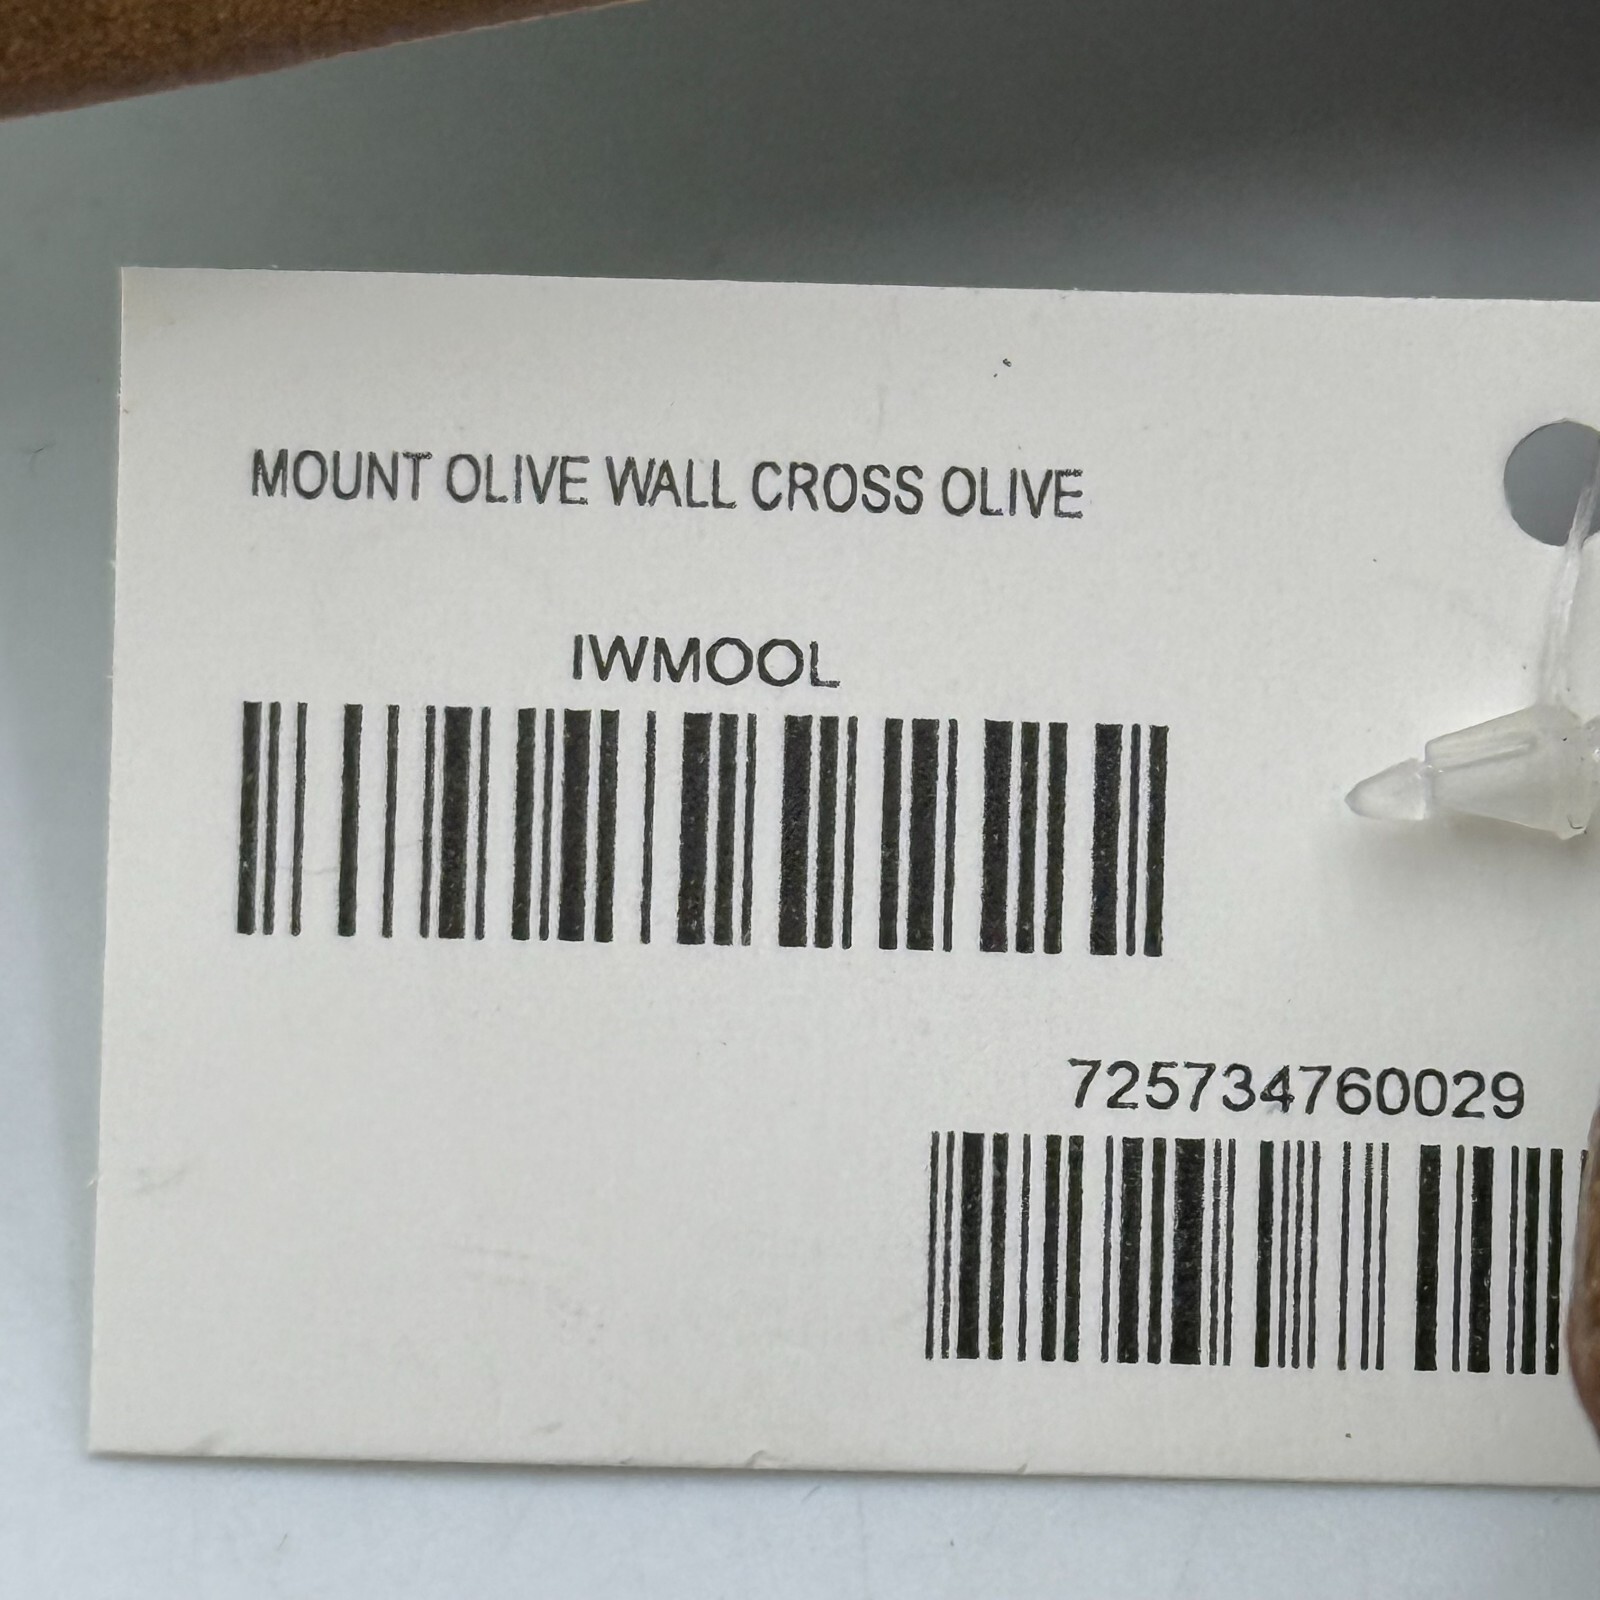 MOUNT OLIVE WALL CROSS OLIVE
IWMOOL
725734760029